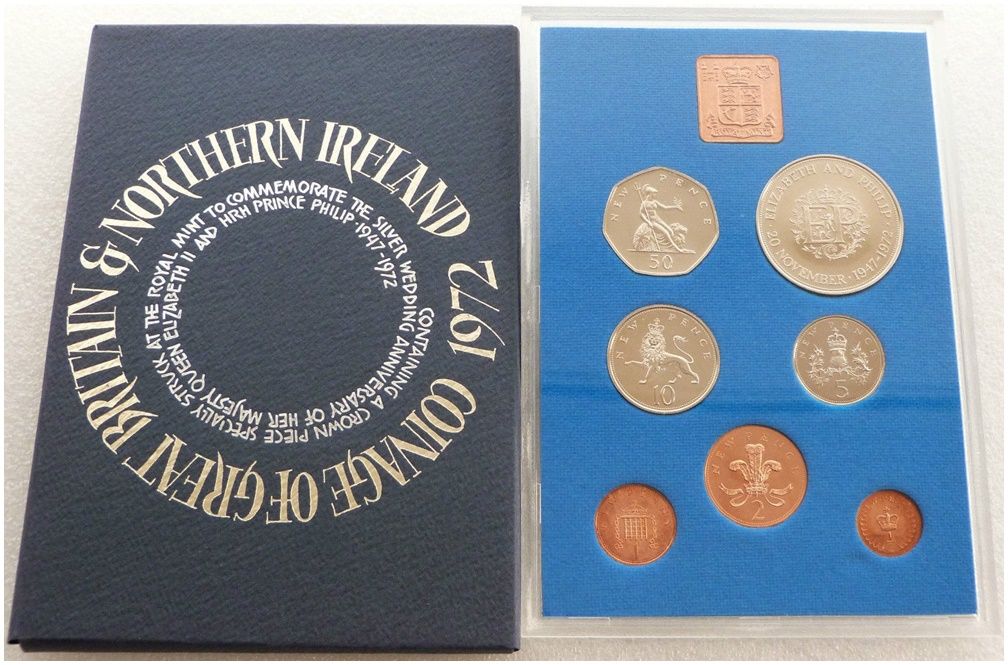 COINAGE OF GREAT BRITAIN & NORTHERN IRELAND 1972
CONTAINING A CROWN PIECE SPECIALLY STRUCK AT THE ROYAL MINT TO COMMEMORATE THE SILVER
WEDDING ANNIVERSARY OF HER MAJESTY QUEEN ELIZABETH II AND HRH PRINCE PHILIP 1947-1972
NEW PENCE
50
ELIZABETH AND PHILIP
20 NOVEMBER · 1947-1972
EP
NEW PENCE
10
NEW PENCE
5
NEW PENCE
2
1